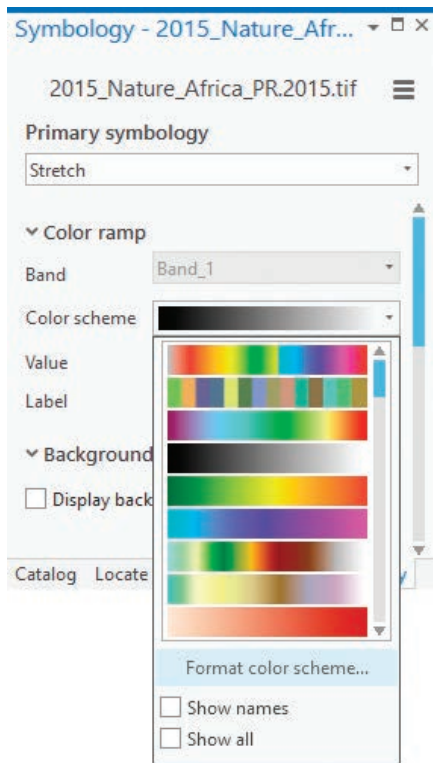 Symbology - 2015_Nature_Afr...
2015_Nature_Africa_PR.2015.tif
Primary symbology
Stretch
Color ramp
Band Band_1
Color scheme
Value
Label
Background
Display back
Catalog Locate
Format color scheme...
Show names
Show all